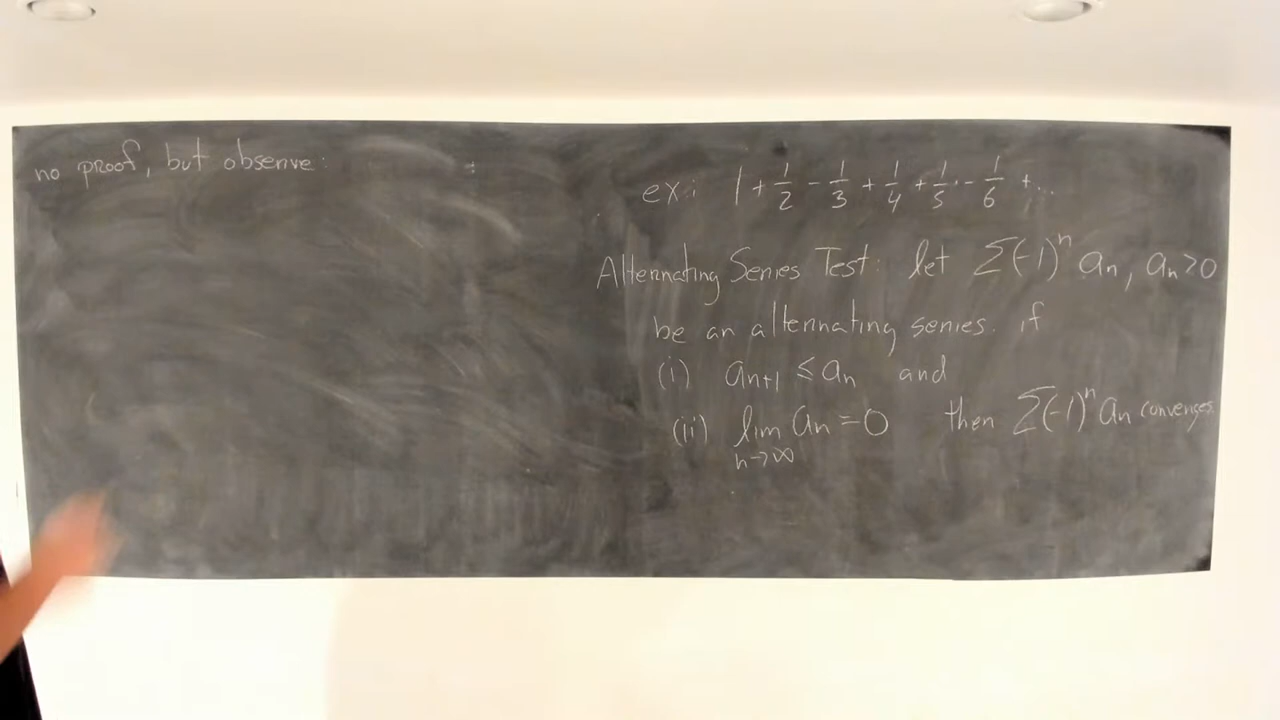 no proof, but observe:
ex: 1 + 1/2 - 1/3 + 1/4 + 1/5 - 1/6 + ...
Alternating Series Test: let Σ(-1)^n a_n, a_n > 0
be an alternating series. if
(i) a_{n+1} ≤ a_n and
(ii) lim_{n→∞} a_n = 0 then Σ(-1)^n a_n converges.